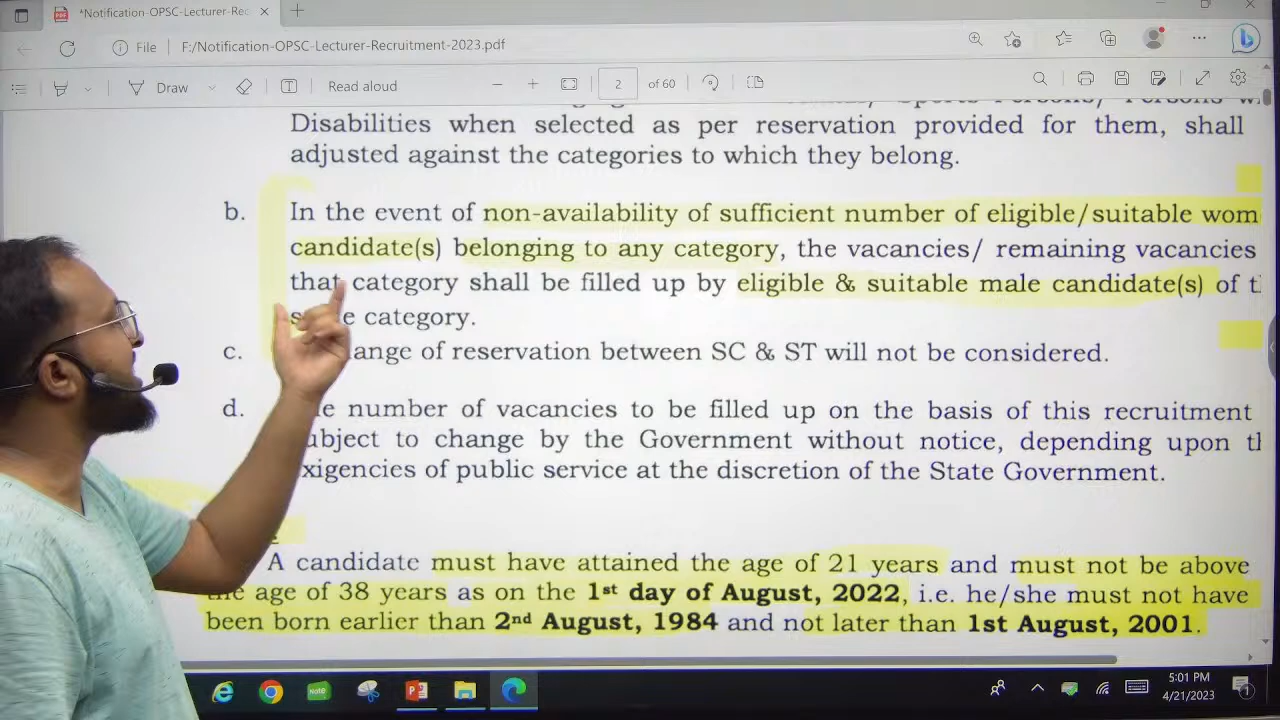 *Notification-OPSC-Lecturer-Rec
File F:/Notification-OPSC-Lecturer-Recruitment-2023.pdf
Draw Read aloud 2 of 60
Disabilities when selected as per reservation provided for them, shall
adjusted against the categories to which they belong.
b. In the event of non-availability of sufficient number of eligible/suitable wom
candidate(s) belonging to any category, the vacancies/ remaining vacancies
that category shall be filled up by eligible & suitable male candidate(s) of t
category.
c. ange of reservation between SC & ST will not be considered.
d. e number of vacancies to be filled up on the basis of this recruitment
ubject to change by the Government without notice, depending upon t
xigencies of public service at the discretion of the State Government.
A candidate must have attained the age of 21 years and must not be above
the age of 38 years as on the 1st day of August, 2022, i.e. he/she must not have
been born earlier than 2nd August, 1984 and not later than 1st August, 2001.
Note
5:01 PM
4/21/2023